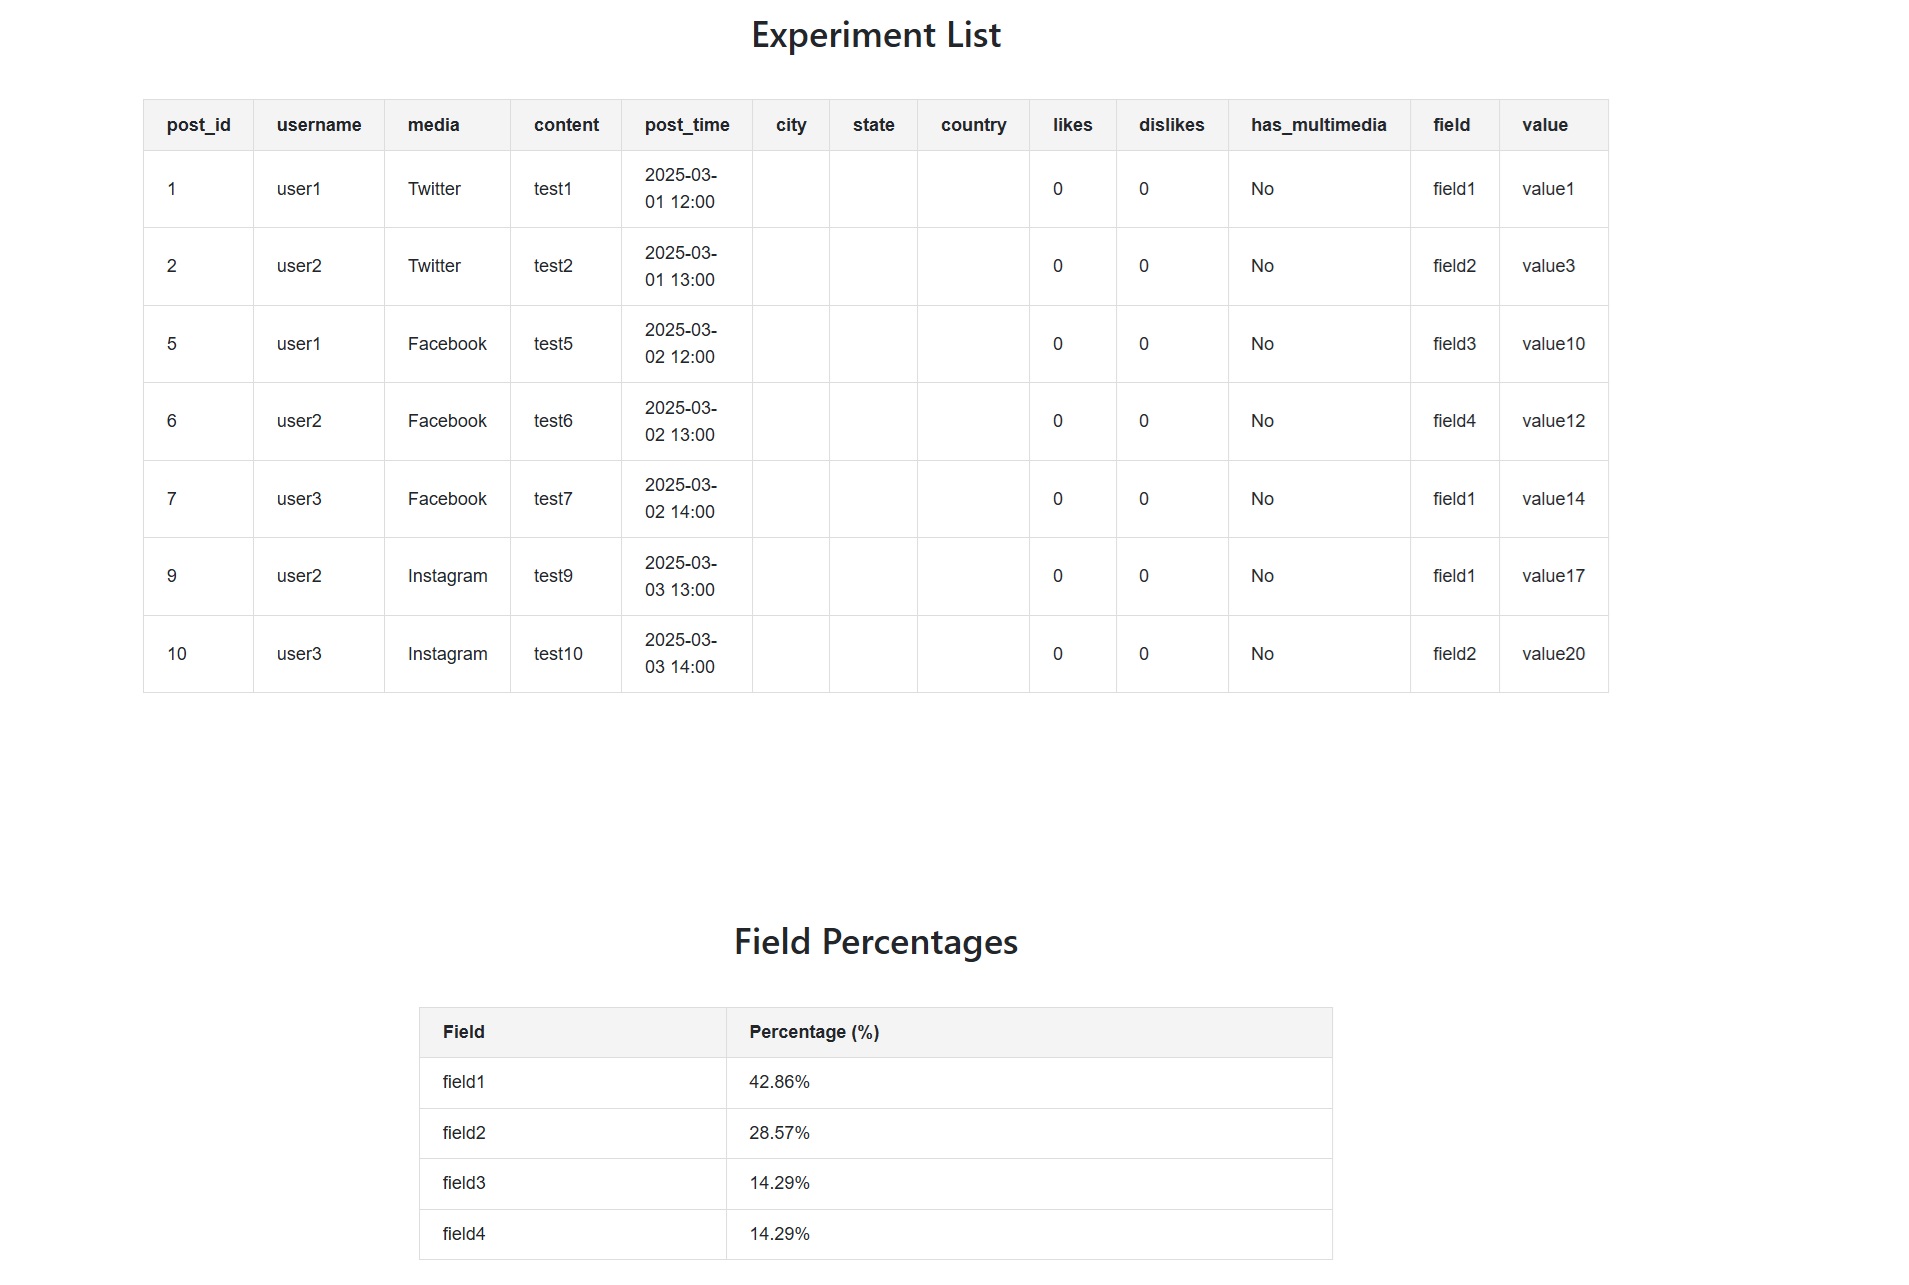 Experiment List
post_id username media content post_time city state country likes dislikes has_multimedia field value
1 user1 Twitter test1 2025-03-
01 12:00 0 0 No field1 value1
2 user2 Twitter test2 2025-03-
01 13:00 0 0 No field2 value3
5 user1 Facebook test5 2025-03-
02 12:00 0 0 No field3 value10
6 user2 Facebook test6 2025-03-
02 13:00 0 0 No field4 value12
7 user3 Facebook test7 2025-03-
02 14:00 0 0 No field1 value14
9 user2 Instagram test9 2025-03-
03 13:00 0 0 No field1 value17
10 user3 Instagram test10 2025-03-
03 14:00 0 0 No field2 value20
Field Percentages
Field Percentage (%)
field1 42.86%
field2 28.57%
field3 14.29%
field4 14.29%